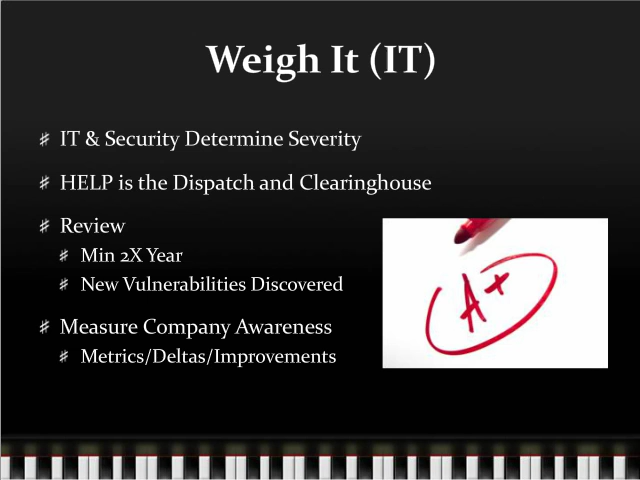 Weigh It (IT)
IT & Security Determine Severity
HELP is the Dispatch and Clearinghouse
Review
Min 2X Year
New Vulnerabilities Discovered
A+
Measure Company Awareness
Metrics/Deltas/Improvements